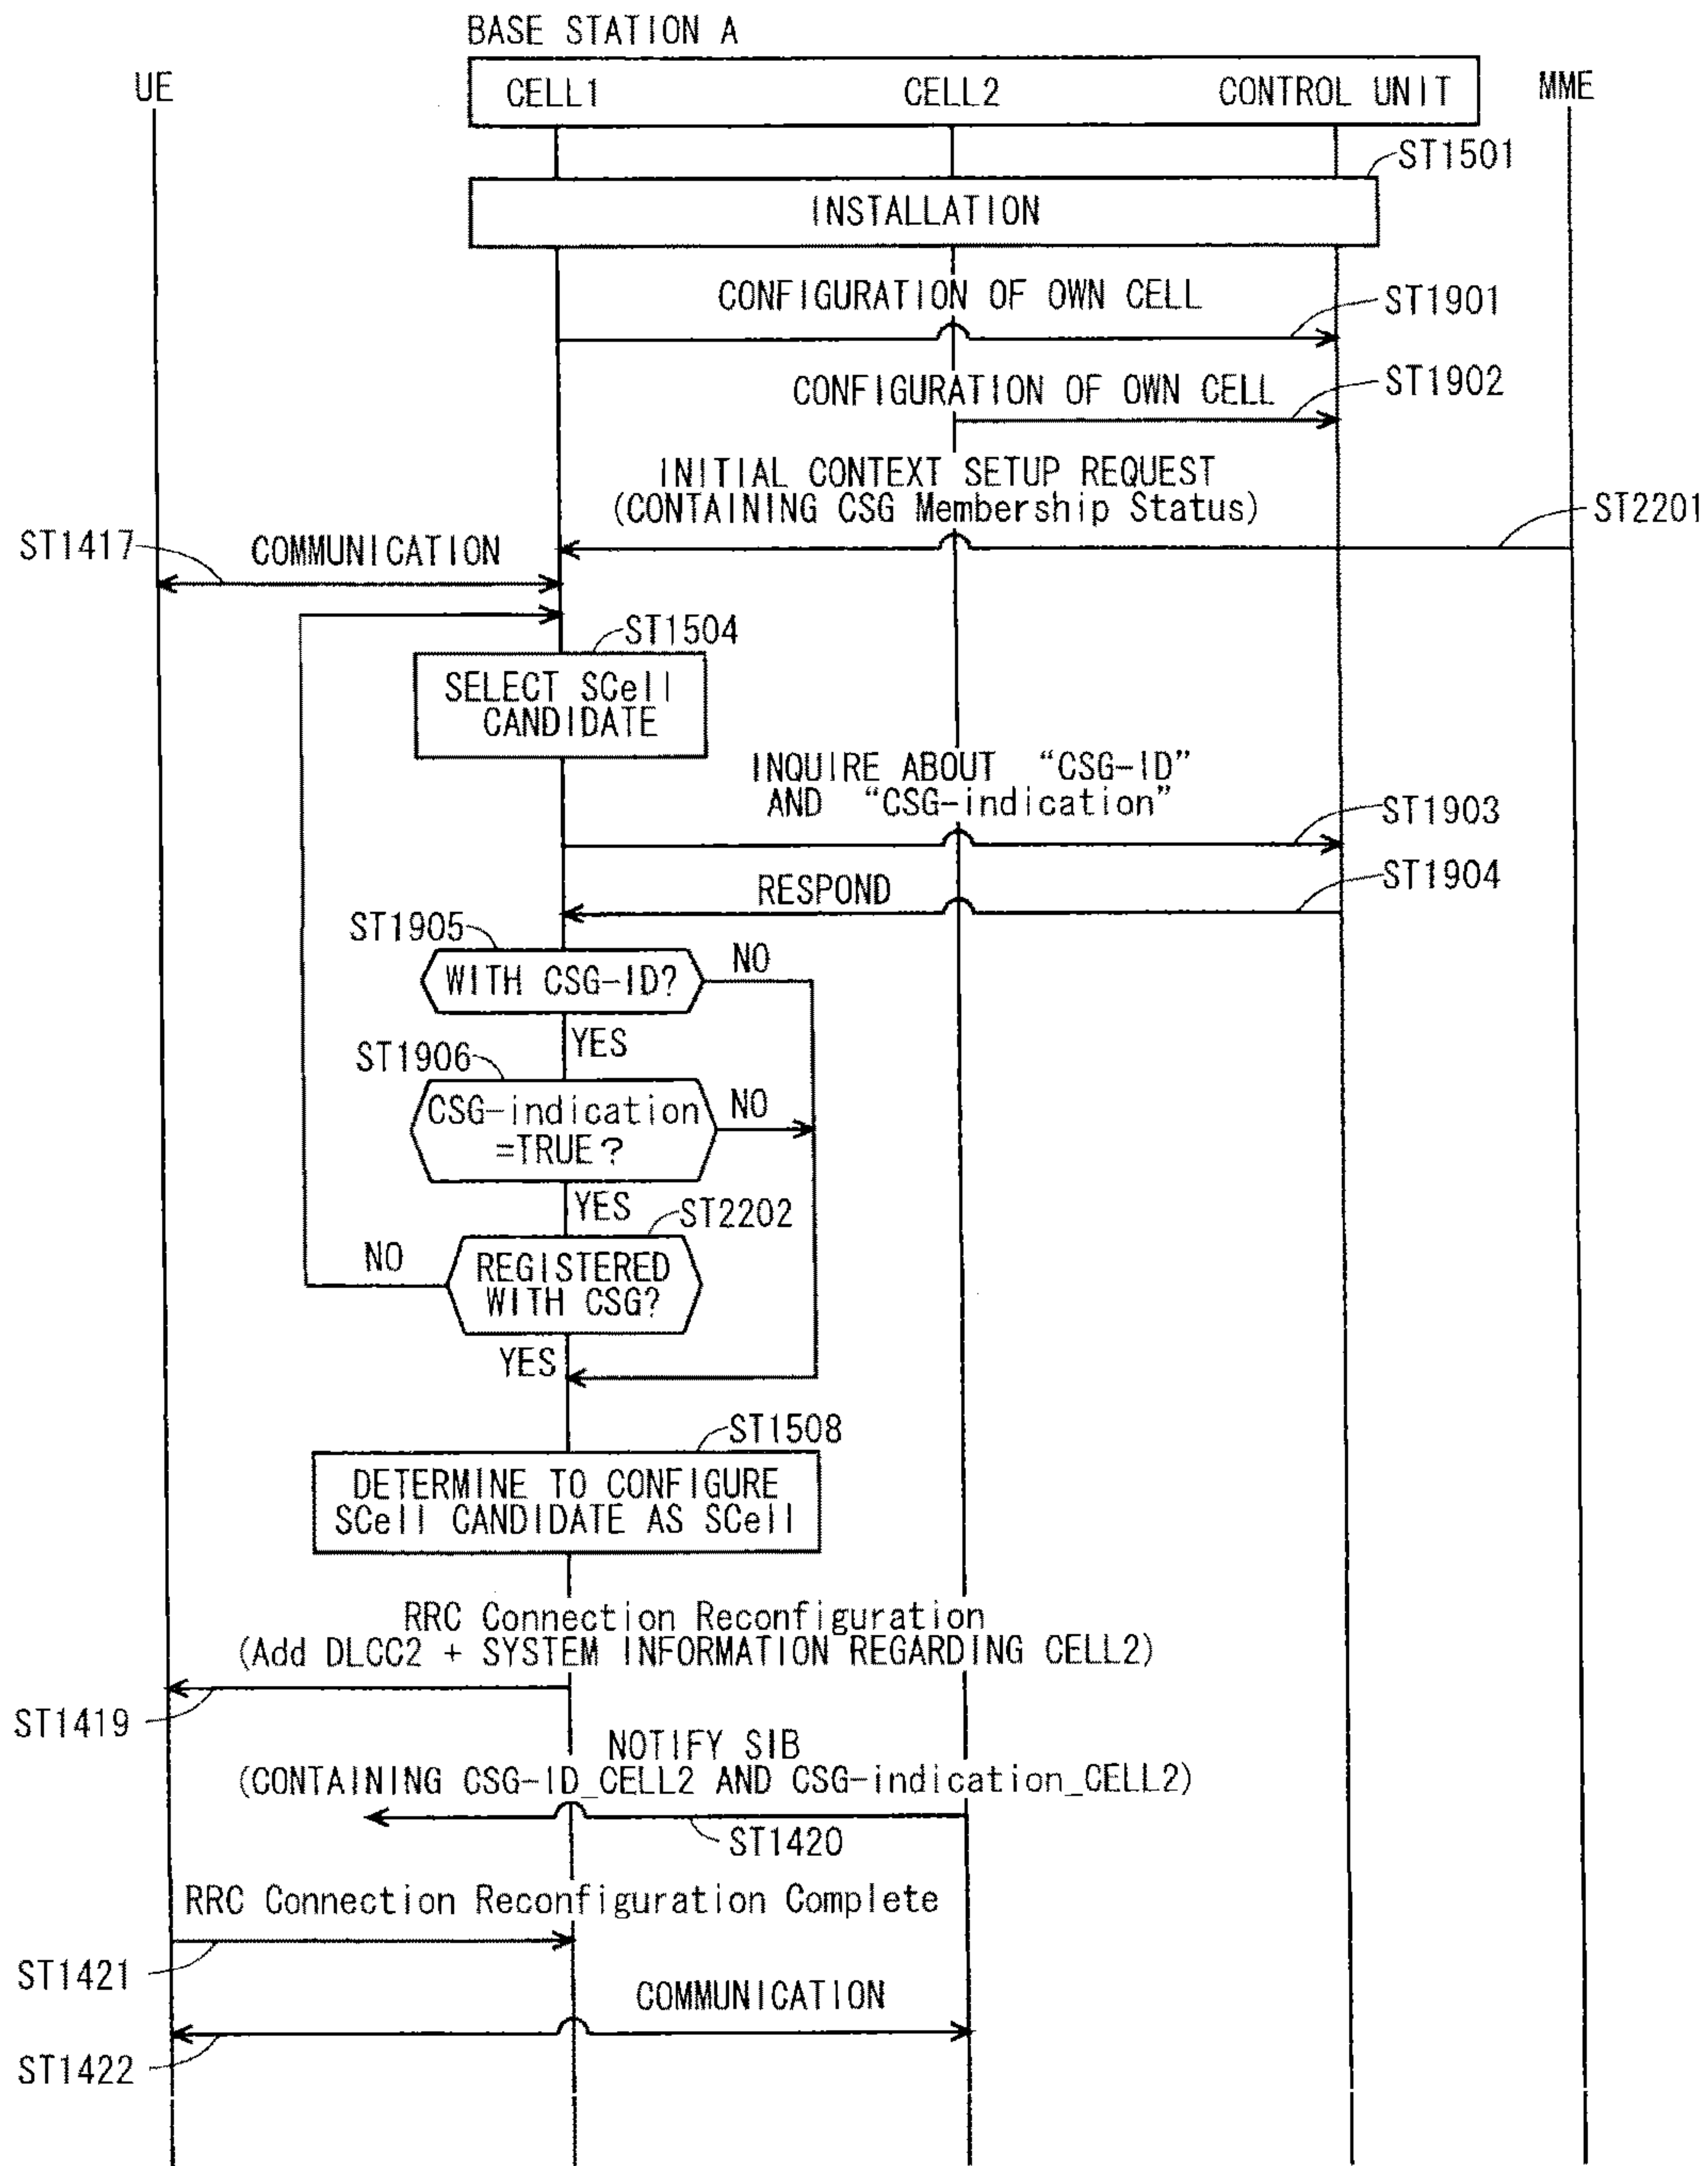 BASE STATION A
UE
CELL1
CELL2
CONTROL UNIT
MME
ST1501
INSTALLATION
CONFIGURATION OF OWN CELL
ST1901
CONFIGURATION OF OWN CELL
ST1902
INITIAL CONTEXT SETUP REQUEST
(CONTAINING CSG Membership Status)
ST2201
ST1417
COMMUNICATION
ST1504
SELECT SCell
CANDIDATE
INQUIRE ABOUT “CSG-ID”
AND “CSG-indication”
ST1903
RESPOND
ST1904
ST1905
WITH CSG-ID?
NO
YES
ST1906
CSG-indication
=TRUE?
NO
YES
ST2202
NO
REGISTERED
WITH CSG?
YES
ST1508
DETERMINE TO CONFIGURE
SCell CANDIDATE AS SCell
RRC Connection Reconfiguration
(Add DLCC2 + SYSTEM INFORMATION REGARDING CELL2)
ST1419
NOTIFY SIB
(CONTAINING CSG-ID_CELL2 AND CSG-indication_CELL2)
ST1420
RRC Connection Reconfiguration Complete
ST1421
COMMUNICATION
ST1422